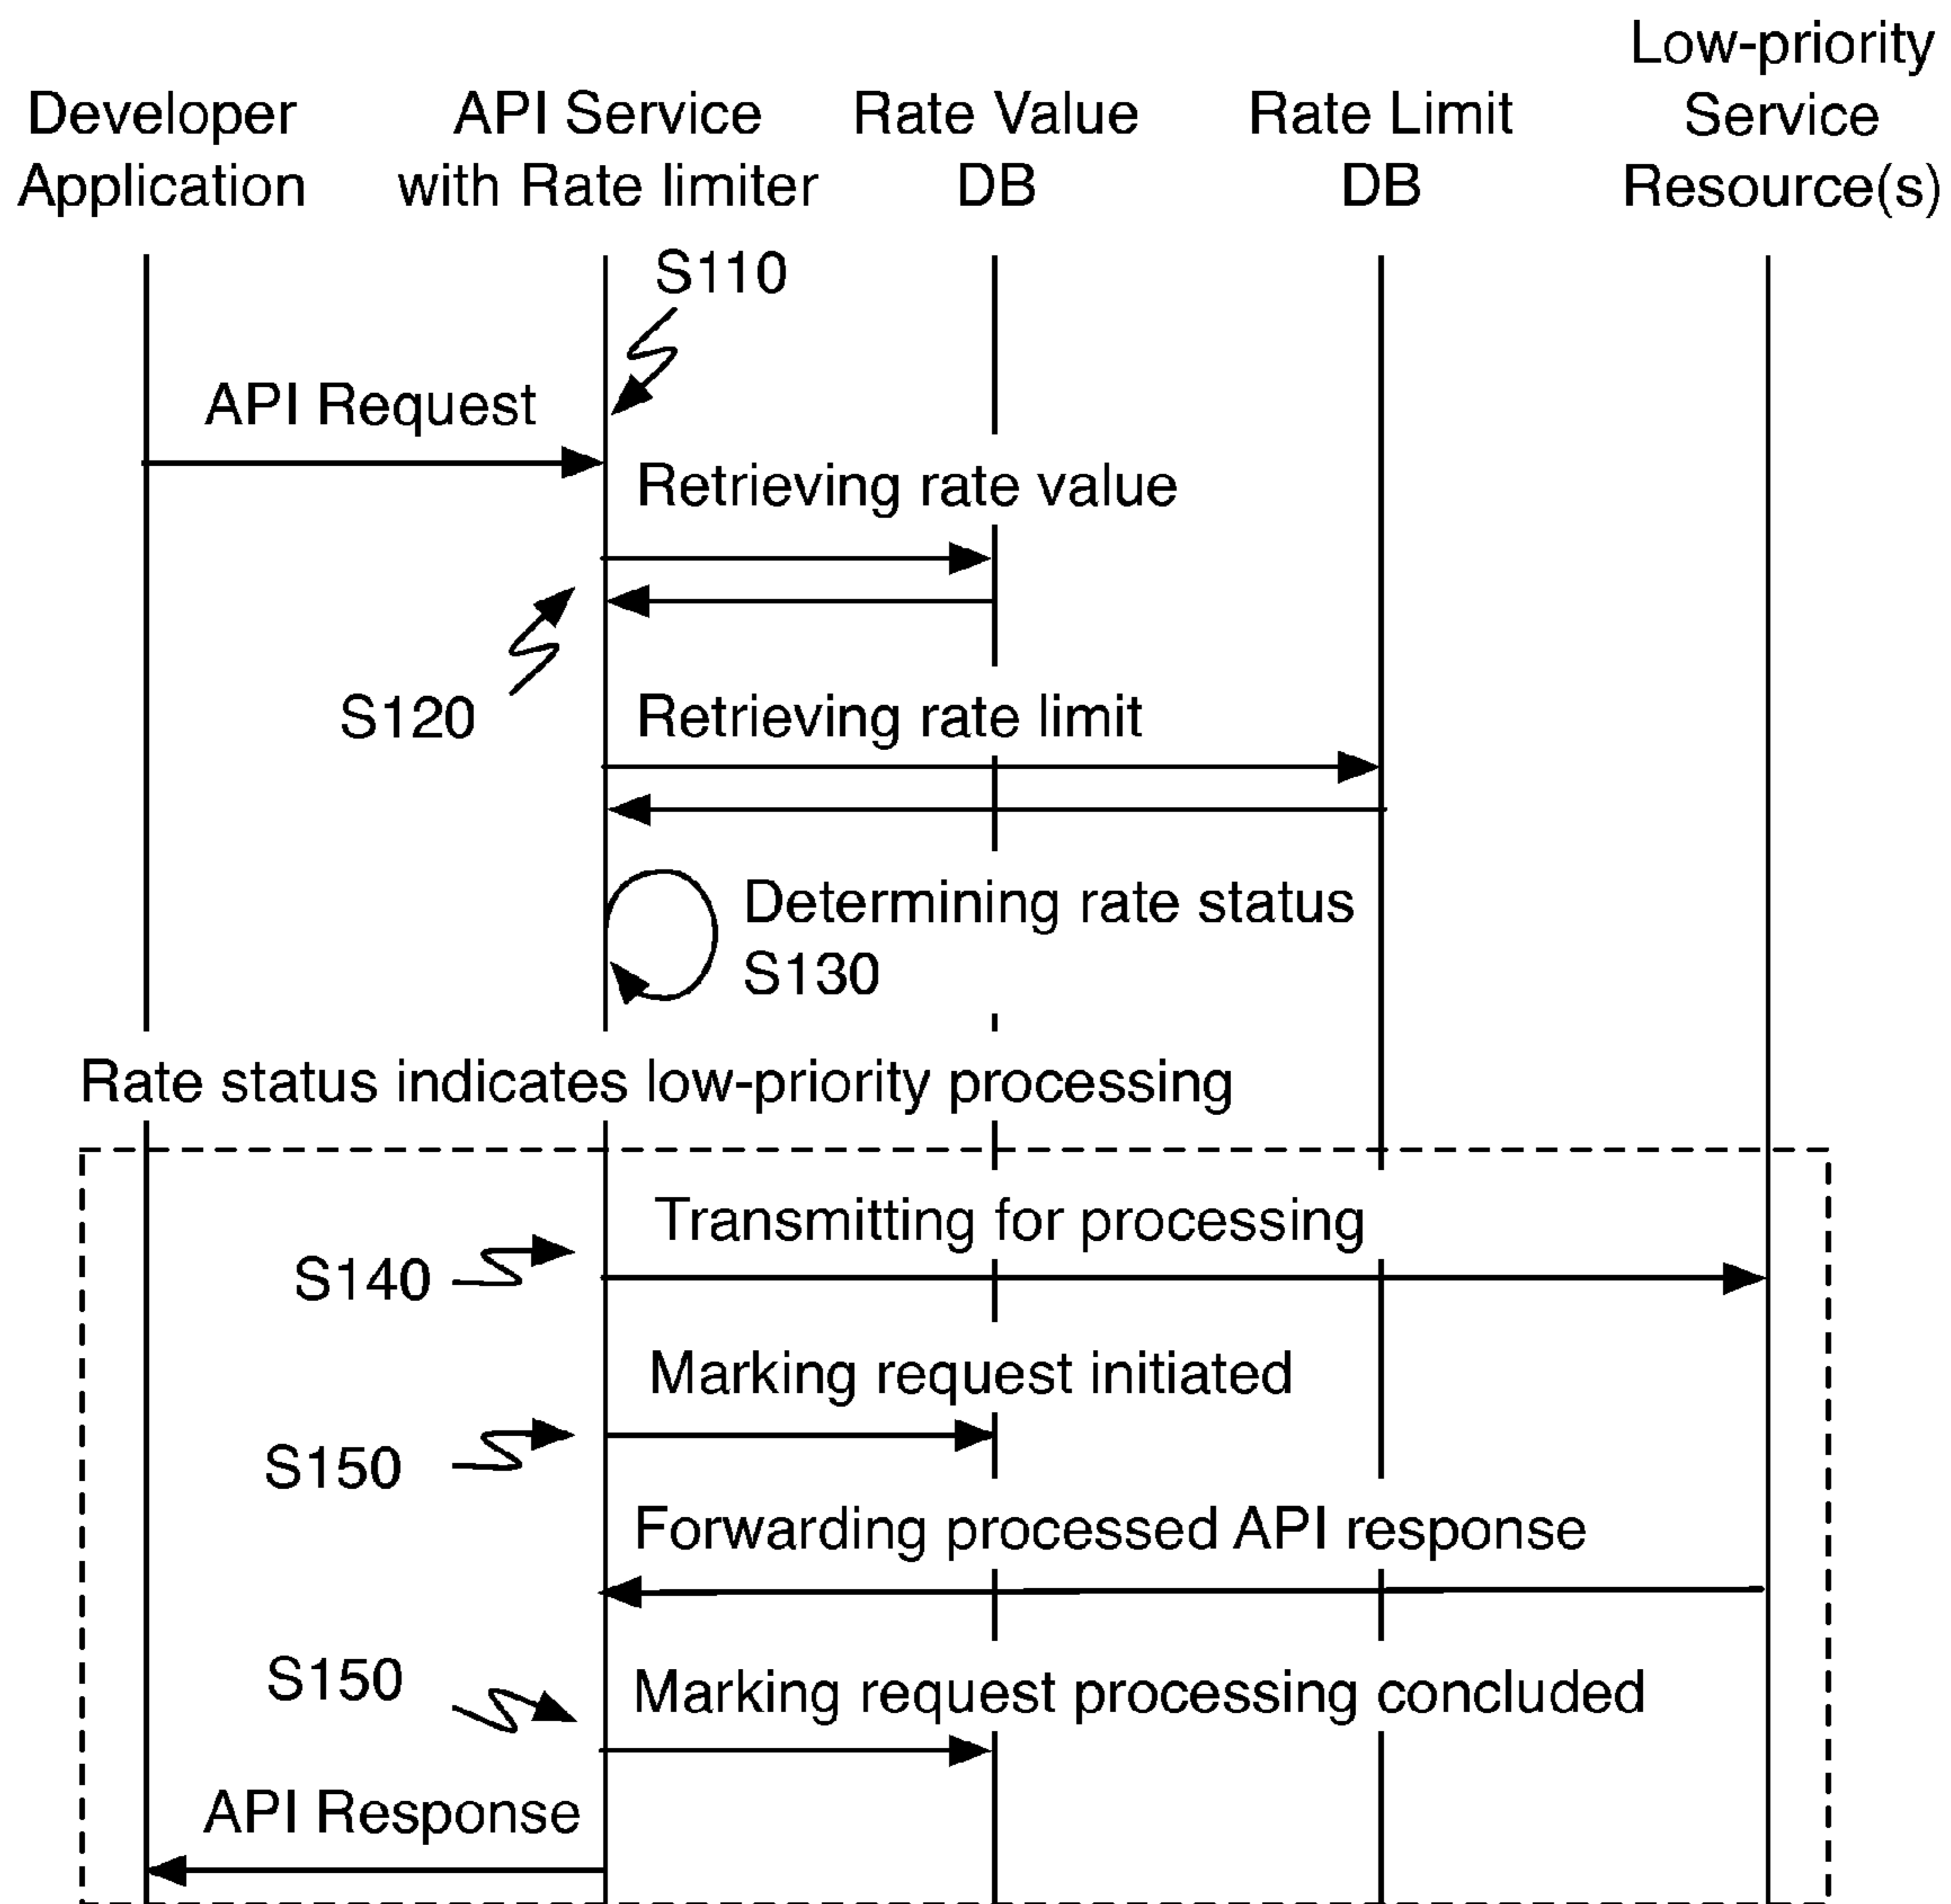 Developer
Application
API Service
with Rate limiter
Rate Value
DB
Rate Limit
DB
Low-priority
Service
Resource(s)
S110
API Request
Retrieving rate value
S120
Retrieving rate limit
Determining rate status
S130
Rate status indicates low-priority processing
Transmitting for processing
S140
Marking request initiated
S150
Forwarding processed API response
S150
Marking request processing concluded
API Response